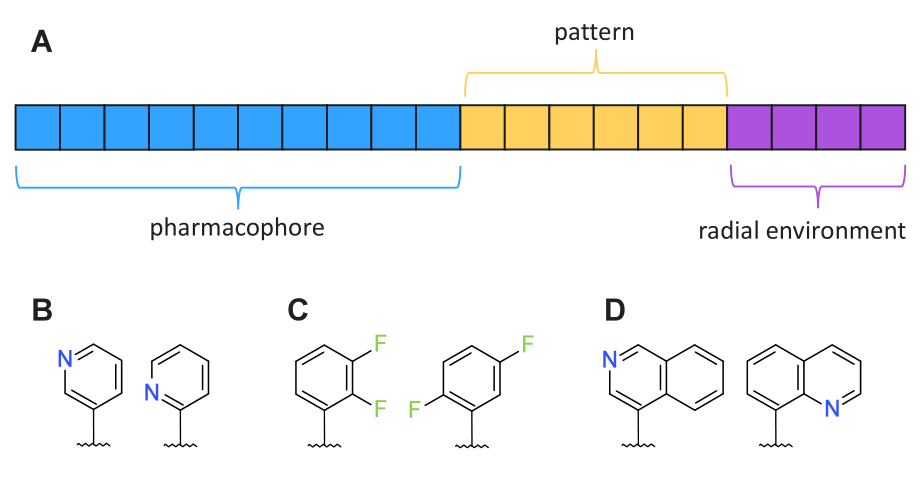 A
pattern
pharmacophore
radial environment
B
C
D
N
N
F
F
F
F
N
N